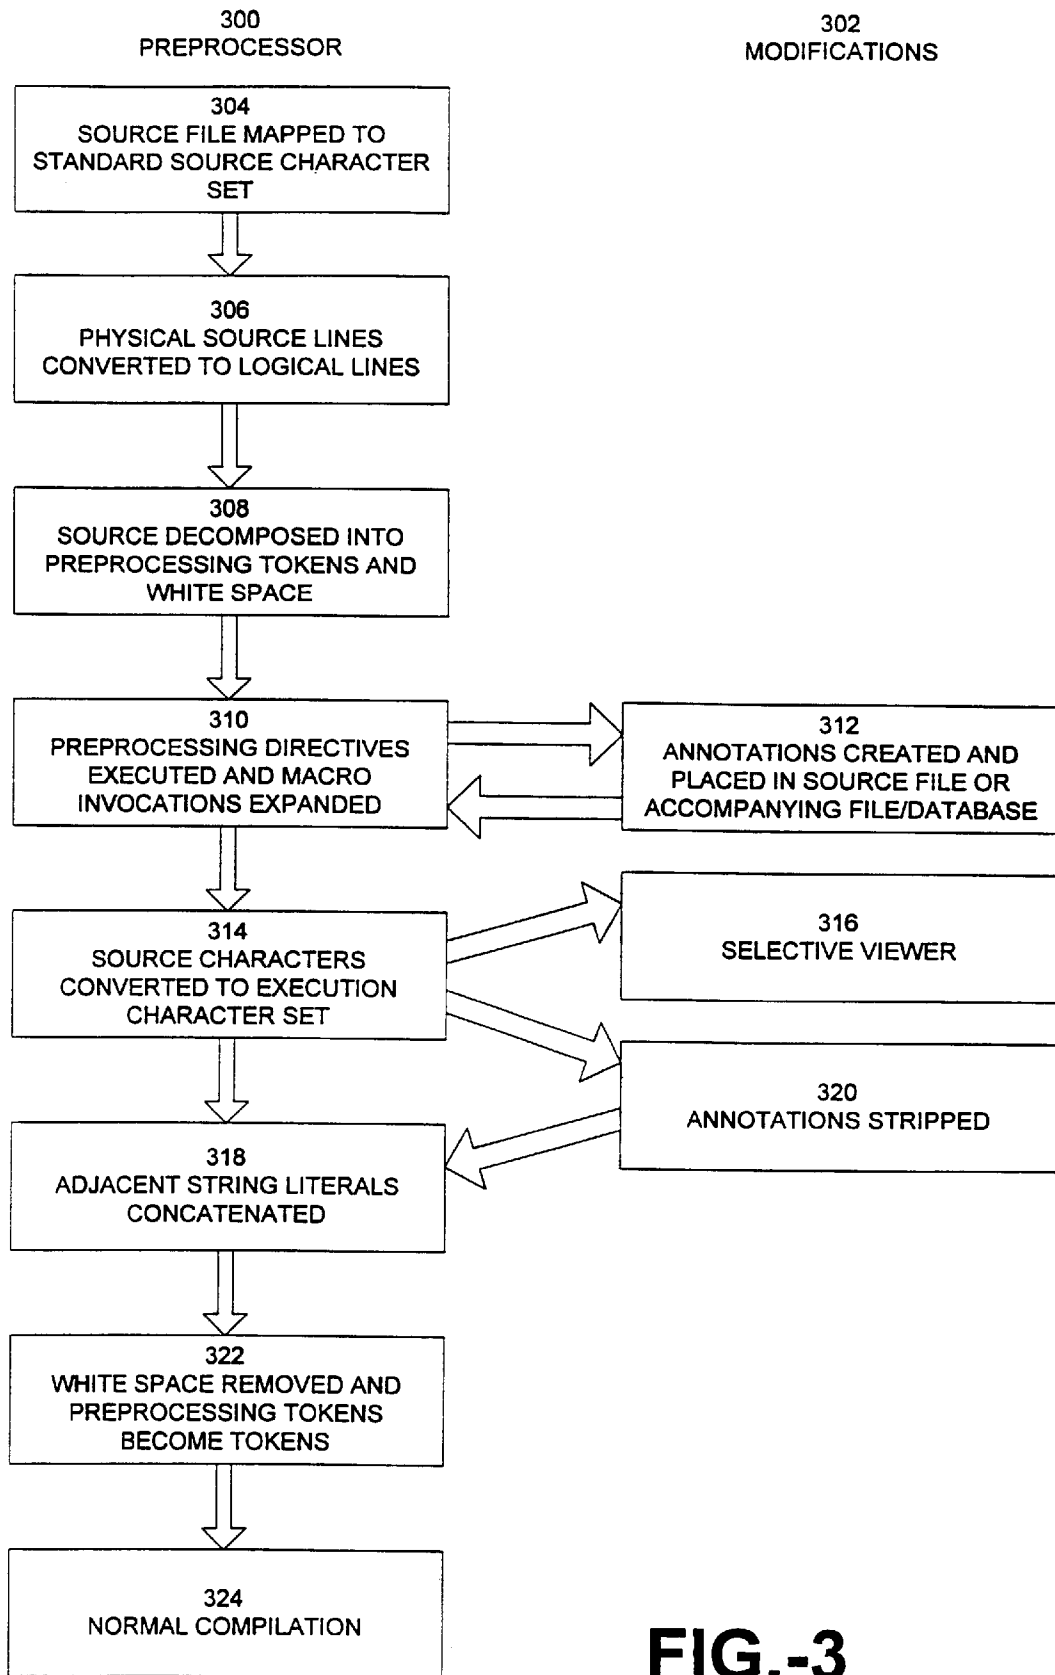 300
PREPROCESSOR
302
MODIFICATIONS
304
SOURCE FILE MAPPED TO
STANDARD SOURCE CHARACTER
SET
306
PHYSICAL SOURCE LINES
CONVERTED TO LOGICAL LINES
308
SOURCE DECOMPOSED INTO
PREPROCESSING TOKENS AND
WHITE SPACE
310
PREPROCESSING DIRECTIVES
EXECUTED AND MACRO
INVOCATIONS EXPANDED
312
ANNOTATIONS CREATED AND
PLACED IN SOURCE FILE OR
ACCOMPANYING FILE/DATABASE
314
SOURCE CHARACTERS
CONVERTED TO EXECUTION
CHARACTER SET
316
SELECTIVE VIEWER
320
ANNOTATIONS STRIPPED
318
ADJACENT STRING LITERALS
CONCATENATED
322
WHITE SPACE REMOVED AND
PREPROCESSING TOKENS
BECOME TOKENS
324
NORMAL COMPILATION
FIG.-3